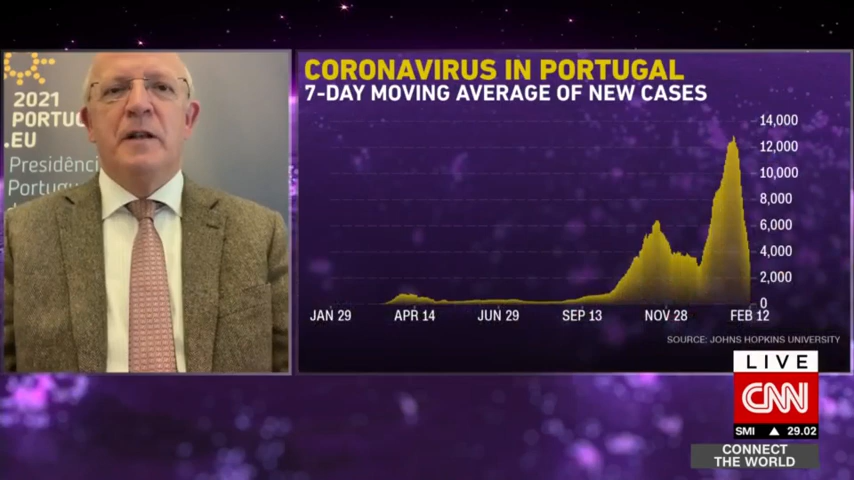 2021
PORTU
.EU
Presidênci
Portugu
CORONAVIRUS IN PORTUGAL
7-DAY MOVING AVERAGE OF NEW CASES
14,000
12,000
10,000
8,000
6,000
4,000
2,000
0
JAN 29 APR 14 JUN 29 SEP 13 NOV 28 FEB 12
SOURCE: JOHNS HOPKINS UNIVERSITY
LIVE
CNN
SMI ▲ 29.02
CONNECT
THE WORLD